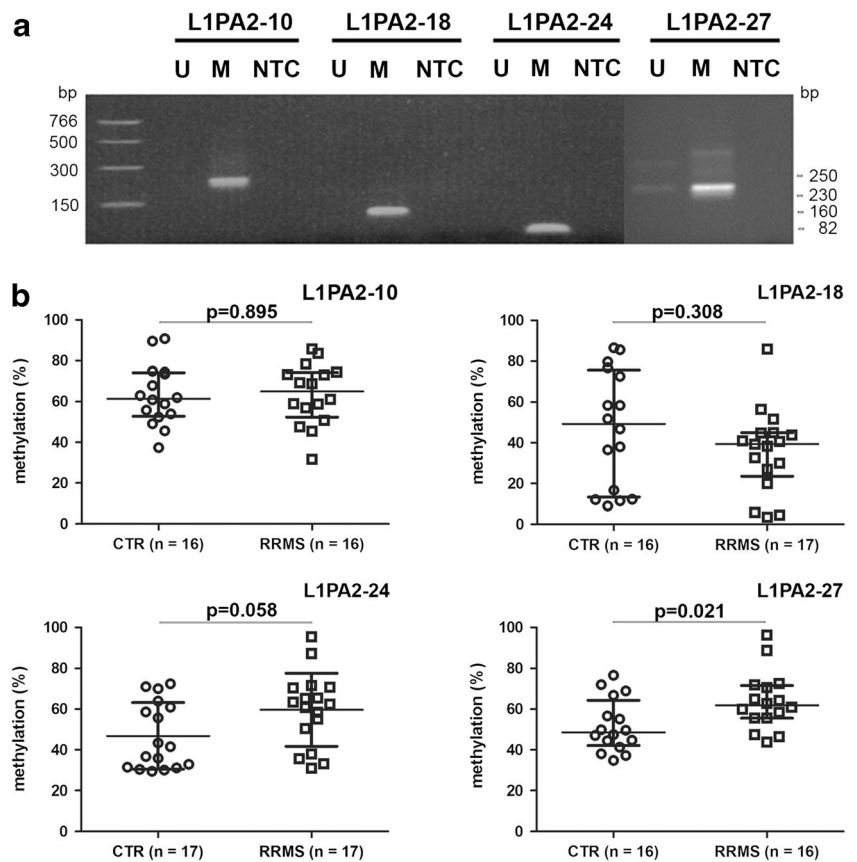 a
L1PA2-10 L1PA2-18 L1PA2-24 L1PA2-27
U M NTC U M NTC U M NTC U M NTC
bp bp
766
500
300
150
250
230
160
82
b
L1PA2-10
p=0.895
methylation (%)
100
80
60
40
20
0
CTR (n = 16) RRMS (n = 16)
L1PA2-18
p=0.308
methylation (%)
100
80
60
40
20
0
CTR (n = 16) RRMS (n = 17)
L1PA2-24
p=0.058
methylation (%)
100
80
60
40
20
0
CTR (n = 17) RRMS (n = 17)
L1PA2-27
p=0.021
methylation (%)
100
80
60
40
20
0
CTR (n = 16) RRMS (n = 16)